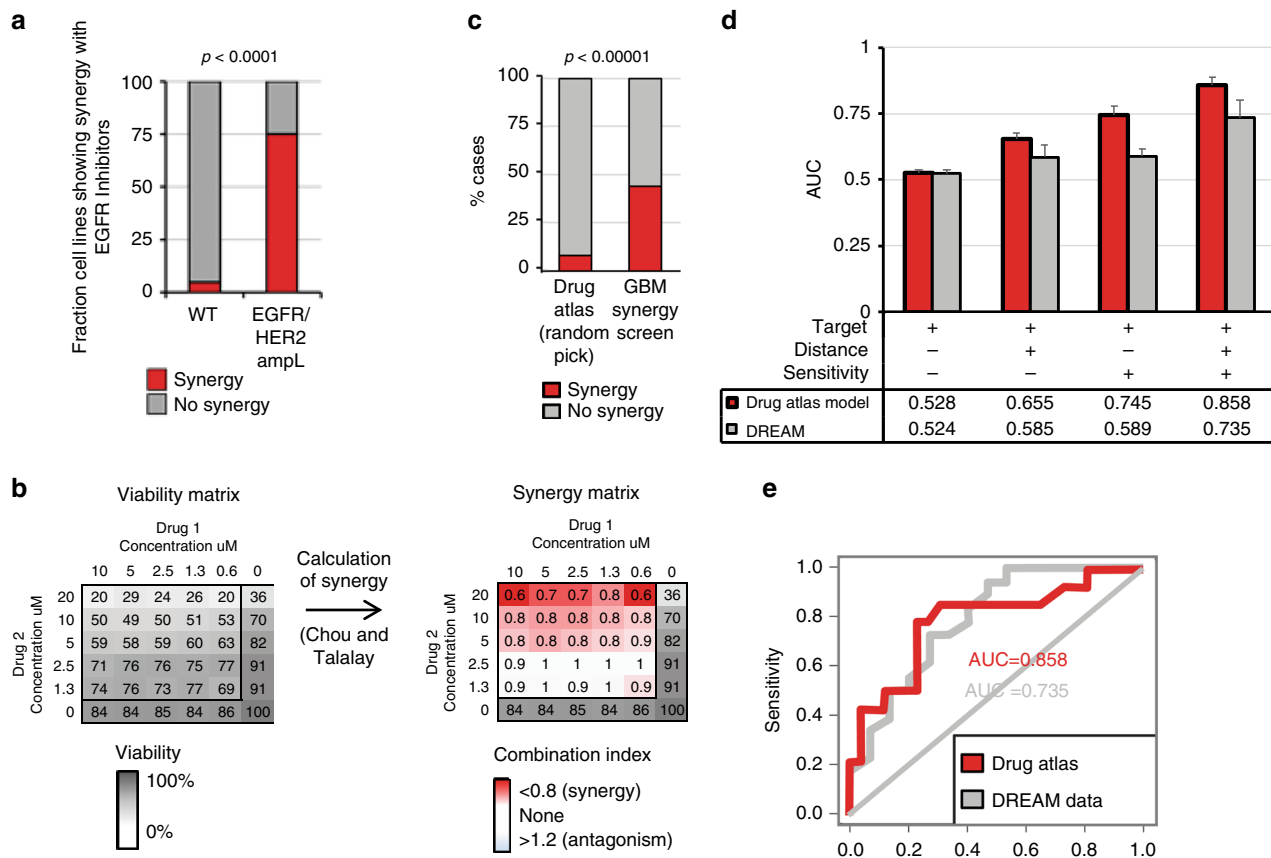 a
p < 0.0001
Fraction cell lines showing synergy with
EGFR Inhibitors
100
75
50
25
0
WT
EGFR/
HER2
ampL
Synergy
No synergy
c
p < 0.00001
% cases
100
75
50
25
0
Drug
atlas
(random
pick)
GBM
synergy
screen
Synergy
No synergy
d
AUC
1
0.75
0.5
0.25
0
Target + + + +
Distance – + – +
Sensitivity – – + +
Drug atlas model 0.528 0.655 0.745 0.858
DREAM 0.524 0.585 0.589 0.735
b
Viability matrix
Drug 1
Concentration uM
10 5 2.5 1.3 0.6 0
Drug 2
Concentration uM
20 20 29 24 26 20 36
10 50 49 50 51 53 70
5 59 58 59 60 63 82
2.5 71 76 76 75 77 91
1.3 74 76 73 77 69 91
0 84 84 85 84 86 100
Viability
100%
0%
Calculation
of synergy
(Chou and
Talalay
Synergy matrix
Drug 1
Concentration uM
10 5 2.5 1.3 0.6 0
Drug 2
Concentration uM
20 0.6 0.7 0.7 0.8 0.6 36
10 0.8 0.8 0.8 0.8 0.8 70
5 0.8 0.8 0.8 0.8 0.9 82
2.5 0.9 1 1 1 1 91
1.3 0.9 1 0.9 1 0.9 91
0 84 84 85 84 86 100
Combination index
<0.8 (synergy)
None
>1.2 (antagonism)
e
Sensitivity
1.0
0.8
0.6
0.4
0.2
0.0
AUC=0.858
AUC =0.735
Drug atlas
DREAM data
0.0 0.2 0.4 0.6 0.8 1.0